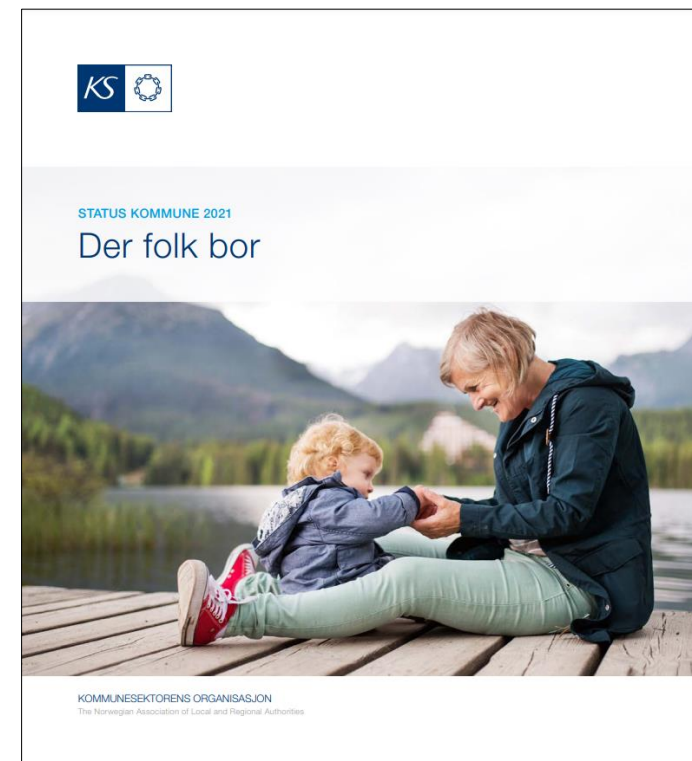 KS
STATUS KOMMUNE 2021
Der folk bor
KOMMUNESEKTORENS ORGANISASJON
The Norwegian Association of Local and Regional Authorities